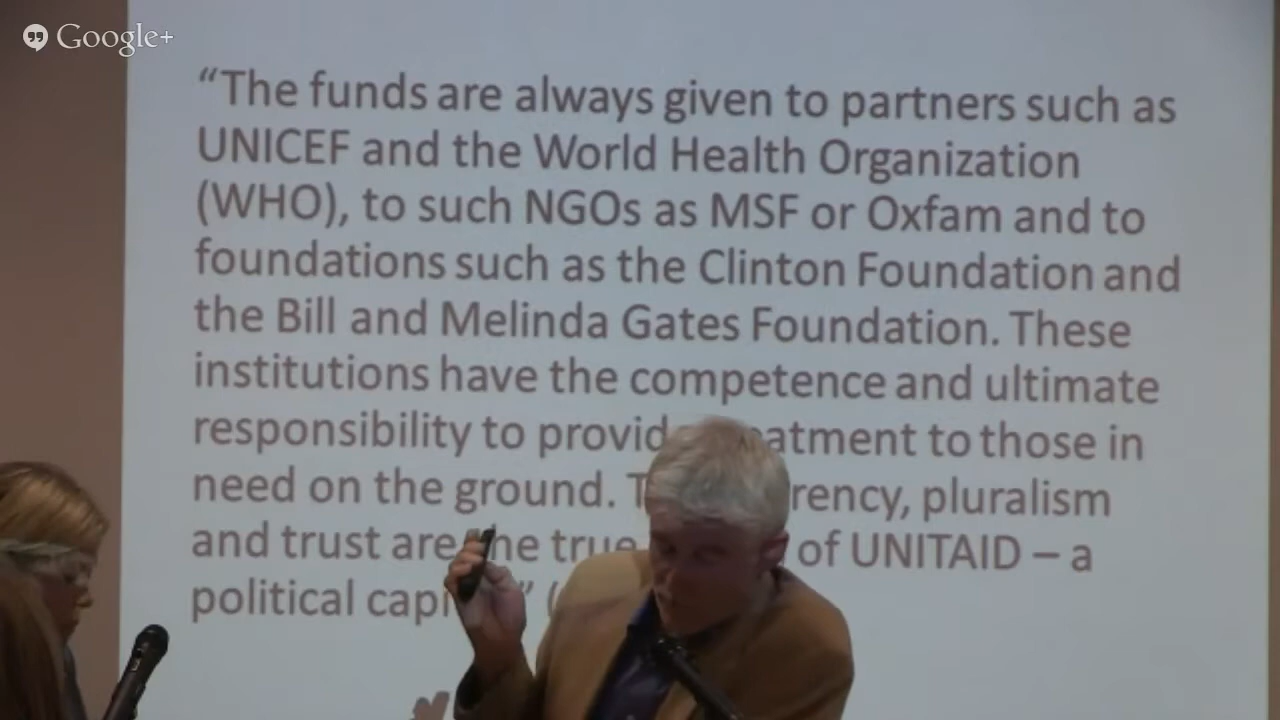 Google+
“The funds are always given to partners such as
UNICEF and the World Health Organization
(WHO), to such NGOs as MSF or Oxfam and to
foundations such as the Clinton Foundation and
the Bill and Melinda Gates Foundation. These
institutions have the competence and ultimate
responsibility to provid atment to those in
need on the ground. T rency, pluralism
and trust are the true of UNITAID – a
political capi ” (